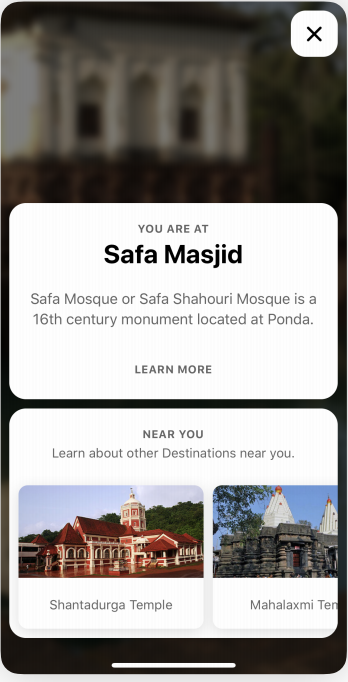 YOU ARE AT
Safa Masjid
Safa Mosque or Safa Shahouri Mosque is a
16th century monument located at Ponda.
LEARN MORE
NEAR YOU
Learn about other Destinations near you.
Shantadurga Temple
Mahalaxmi Tem